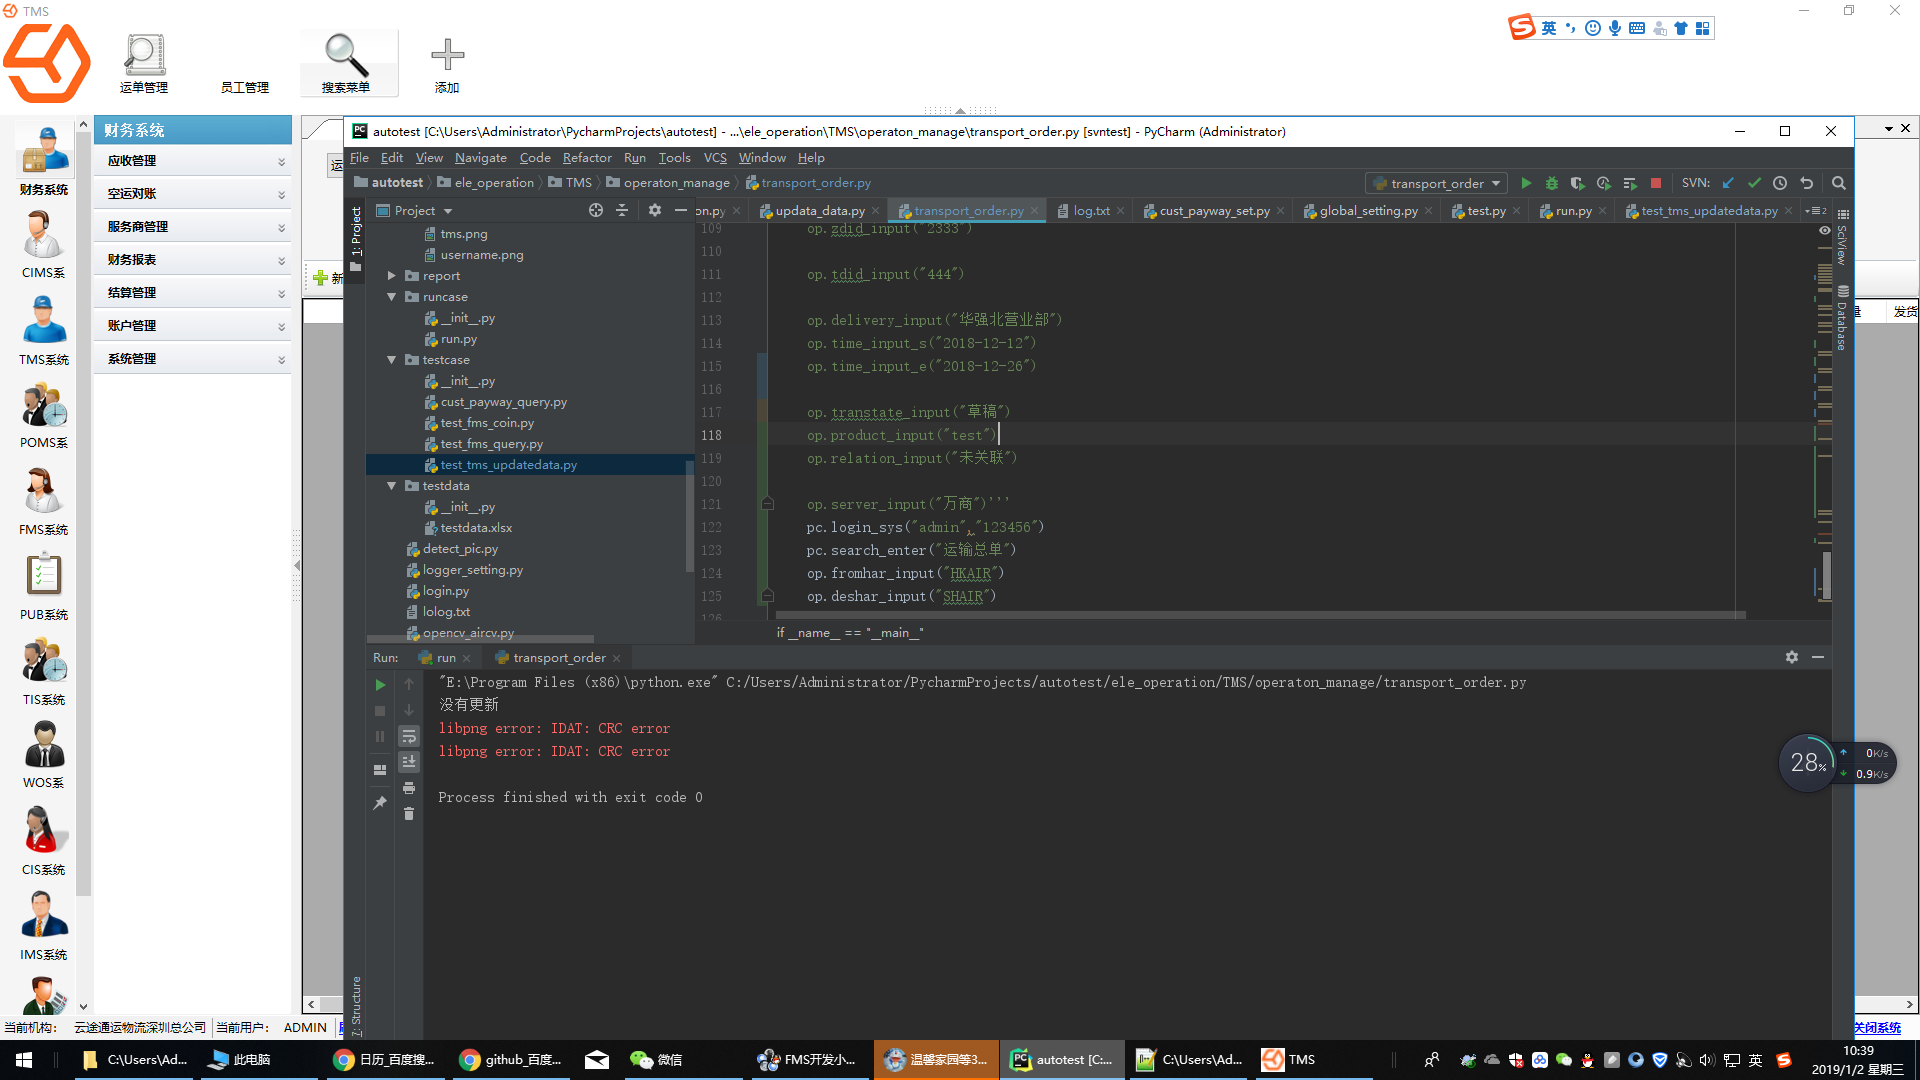 TMS
运单管理
员工管理
搜索菜单
添加
英
财务系统
CIMS系
TMS系统
POMS系
FMS系统
PUB系统
TIS系统
WOS系
CIS系统
IMS系统
财务系统
应收管理
空运对账
服务商管理
财务报表
结算管理
账户管理
系统管理
autotest [C:\Users\Administrator\PycharmProjects\autotest] - ...\ele_operation\TMS\operaton_manage\transport_order.py [svntest] - PyCharm (Administrator)
File Edit View Navigate Code Refactor Run Tools VCS Window Help
autotest ele_operation TMS operaton_manage transport_order.py
transport_order SVN:
Project
on.py updata_data.py transport_order.py log.txt cust_payway_set.py global_setting.py test.py run.py test_tms_updatedata.py
1: Project
7: Structure
SciView
Database
tms.png
username.png
report
runcase
__init__.py
run.py
testcase
__init__.py
cust_payway_query.py
test_fms_coin.py
test_fms_query.py
test_tms_updatedata.py
testdata
__init__.py
testdata.xlsx
detect_pic.py
logger_setting.py
login.py
lolog.txt
opencv_aircv.py
109 op.zdid_input("2333")
110
111 op.tdid_input("444")
112
113 op.delivery_input("华强北营业部")
114 op.time_input_s("2018-12-12")
115 op.time_input_e("2018-12-26")
116
117 op.transtate_input("草稿")
118 op.product_input("test")
119 op.relation_input("未关联")
120
121 op.server_input("万商")'''
122 pc.login_sys("admin","123456")
123 pc.search_enter("运输总单")
124 op.fromhar_input("HKAIR")
125 op.deshar_input("SHAIR")
126
if __name__ == "__main__"
Run: run transport_order
"E:\Program Files (x86)\python.exe" C:/Users/Administrator/PycharmProjects/autotest/ele_operation/TMS/operaton_manage/transport_order.py
没有更新
libpng error: IDAT: CRC error
libpng error: IDAT: CRC error
Process finished with exit code 0
28%
0K/s
0.9K/s
发货
当前机构: 云途通运物流深圳总公司 当前用户: ADMIN
关闭系统
C:\Users\Ad... 此电脑 日历_百度搜... github_百度... 微信 FMS开发小... 温馨家园等3... autotest [C:... C:\Users\Ad... TMS
英
10:39
2019/1/2 星期三